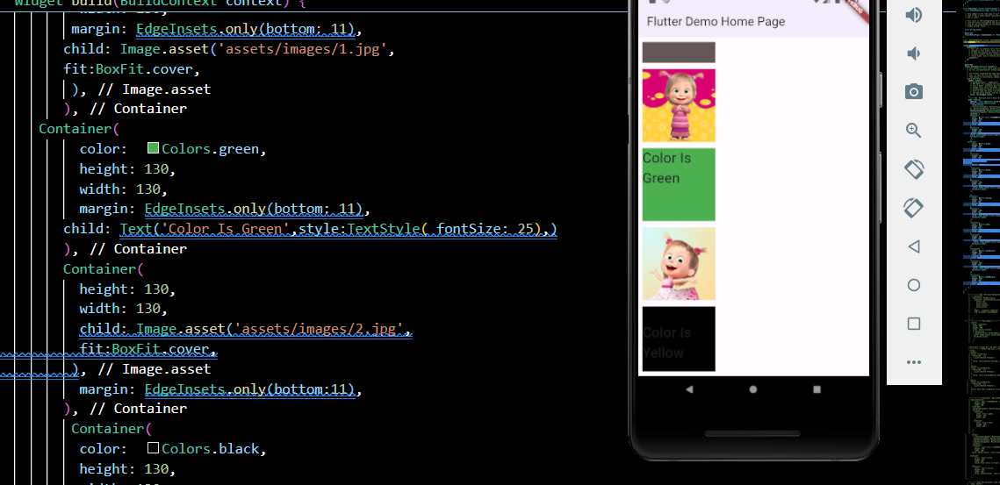 Widget build(BuildContext context) {
margin: EdgeInsets.only(bottom: 11),
child: Image.asset('assets/images/1.jpg',
fit:BoxFit.cover,
), // Image.asset
), // Container
Container(
color: Colors.green,
height: 130,
width: 130,
margin: EdgeInsets.only(bottom: 11),
child: Text('Color Is Green',style:TextStyle( fontSize: 25),)
), // Container
Container(
height: 130,
width: 130,
child: Image.asset('assets/images/2.jpg',
fit:BoxFit.cover,
), // Image.asset
margin: EdgeInsets.only(bottom:11),
), // Container
Container(
color: Colors.black,
height: 130,
Flutter Demo Home Page
Color Is
Green
Color Is
Yellow